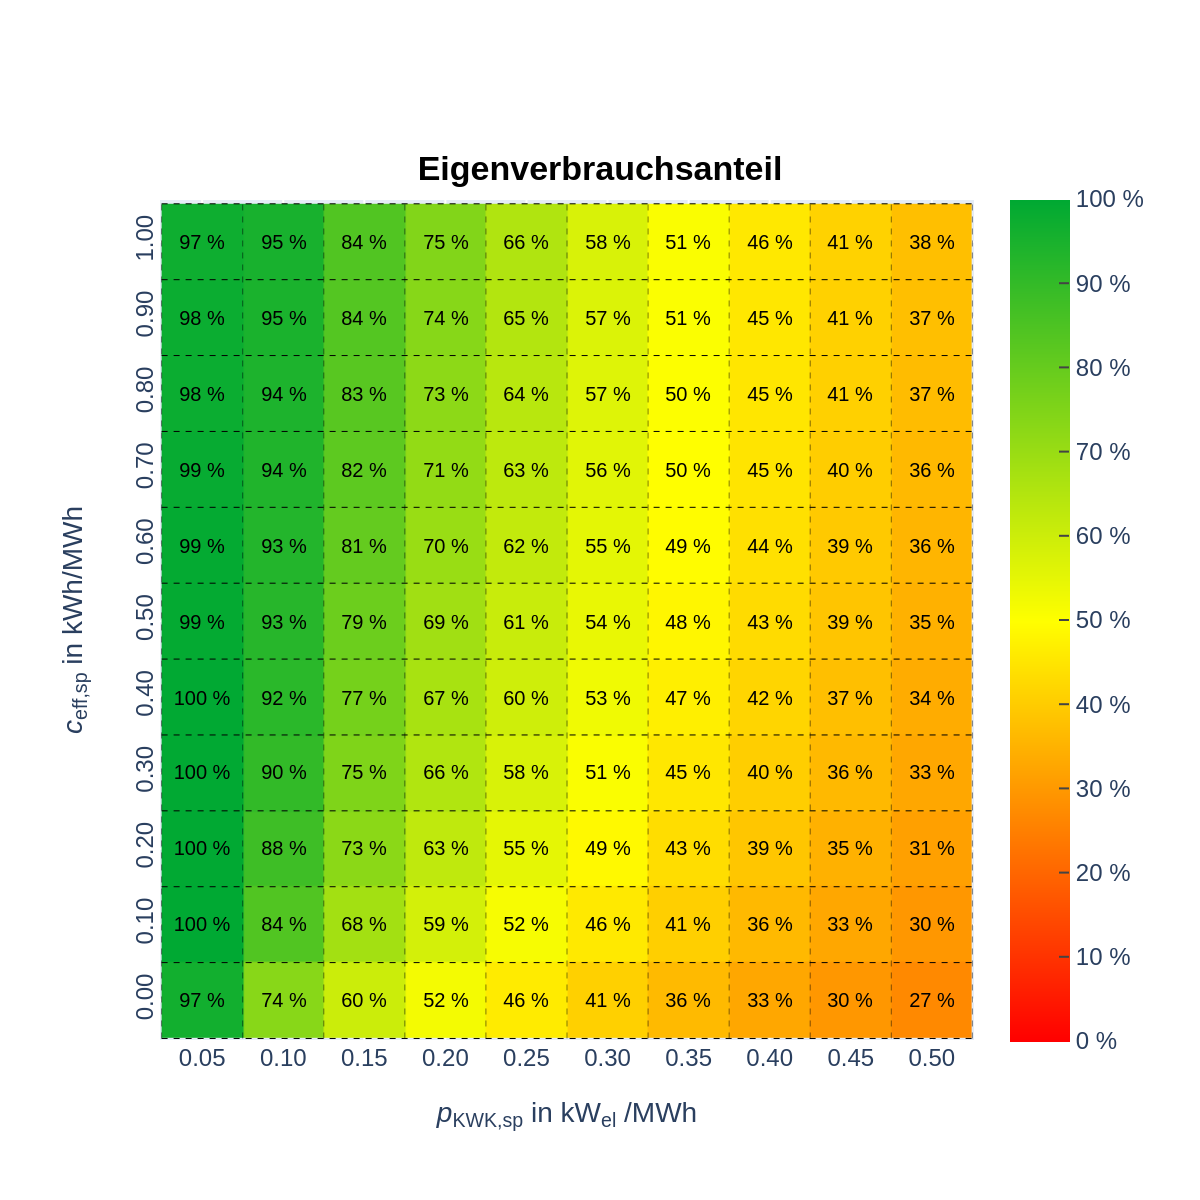 Eigenverbrauchsanteil
1.00 97 % 95 % 84 % 75 % 66 % 58 % 51 % 46 % 41 % 38 %
0.90 98 % 95 % 84 % 74 % 65 % 57 % 51 % 45 % 41 % 37 %
0.80 98 % 94 % 83 % 73 % 64 % 57 % 50 % 45 % 41 % 37 %
0.70 99 % 94 % 82 % 71 % 63 % 56 % 50 % 45 % 40 % 36 %
0.60 99 % 93 % 81 % 70 % 62 % 55 % 49 % 44 % 39 % 36 %
0.50 99 % 93 % 79 % 69 % 61 % 54 % 48 % 43 % 39 % 35 %
0.40 100 % 92 % 77 % 67 % 60 % 53 % 47 % 42 % 37 % 34 %
0.30 100 % 90 % 75 % 66 % 58 % 51 % 45 % 40 % 36 % 33 %
0.20 100 % 88 % 73 % 63 % 55 % 49 % 43 % 39 % 35 % 31 %
0.10 100 % 84 % 68 % 59 % 52 % 46 % 41 % 36 % 33 % 30 %
0.00 97 % 74 % 60 % 52 % 46 % 41 % 36 % 33 % 30 % 27 %
0.05 0.10 0.15 0.20 0.25 0.30 0.35 0.40 0.45 0.50
p KWK,sp in kW el /MWh
c eff,sp in kWh/MWh
100 %
90 %
80 %
70 %
60 %
50 %
40 %
30 %
20 %
10 %
0 %